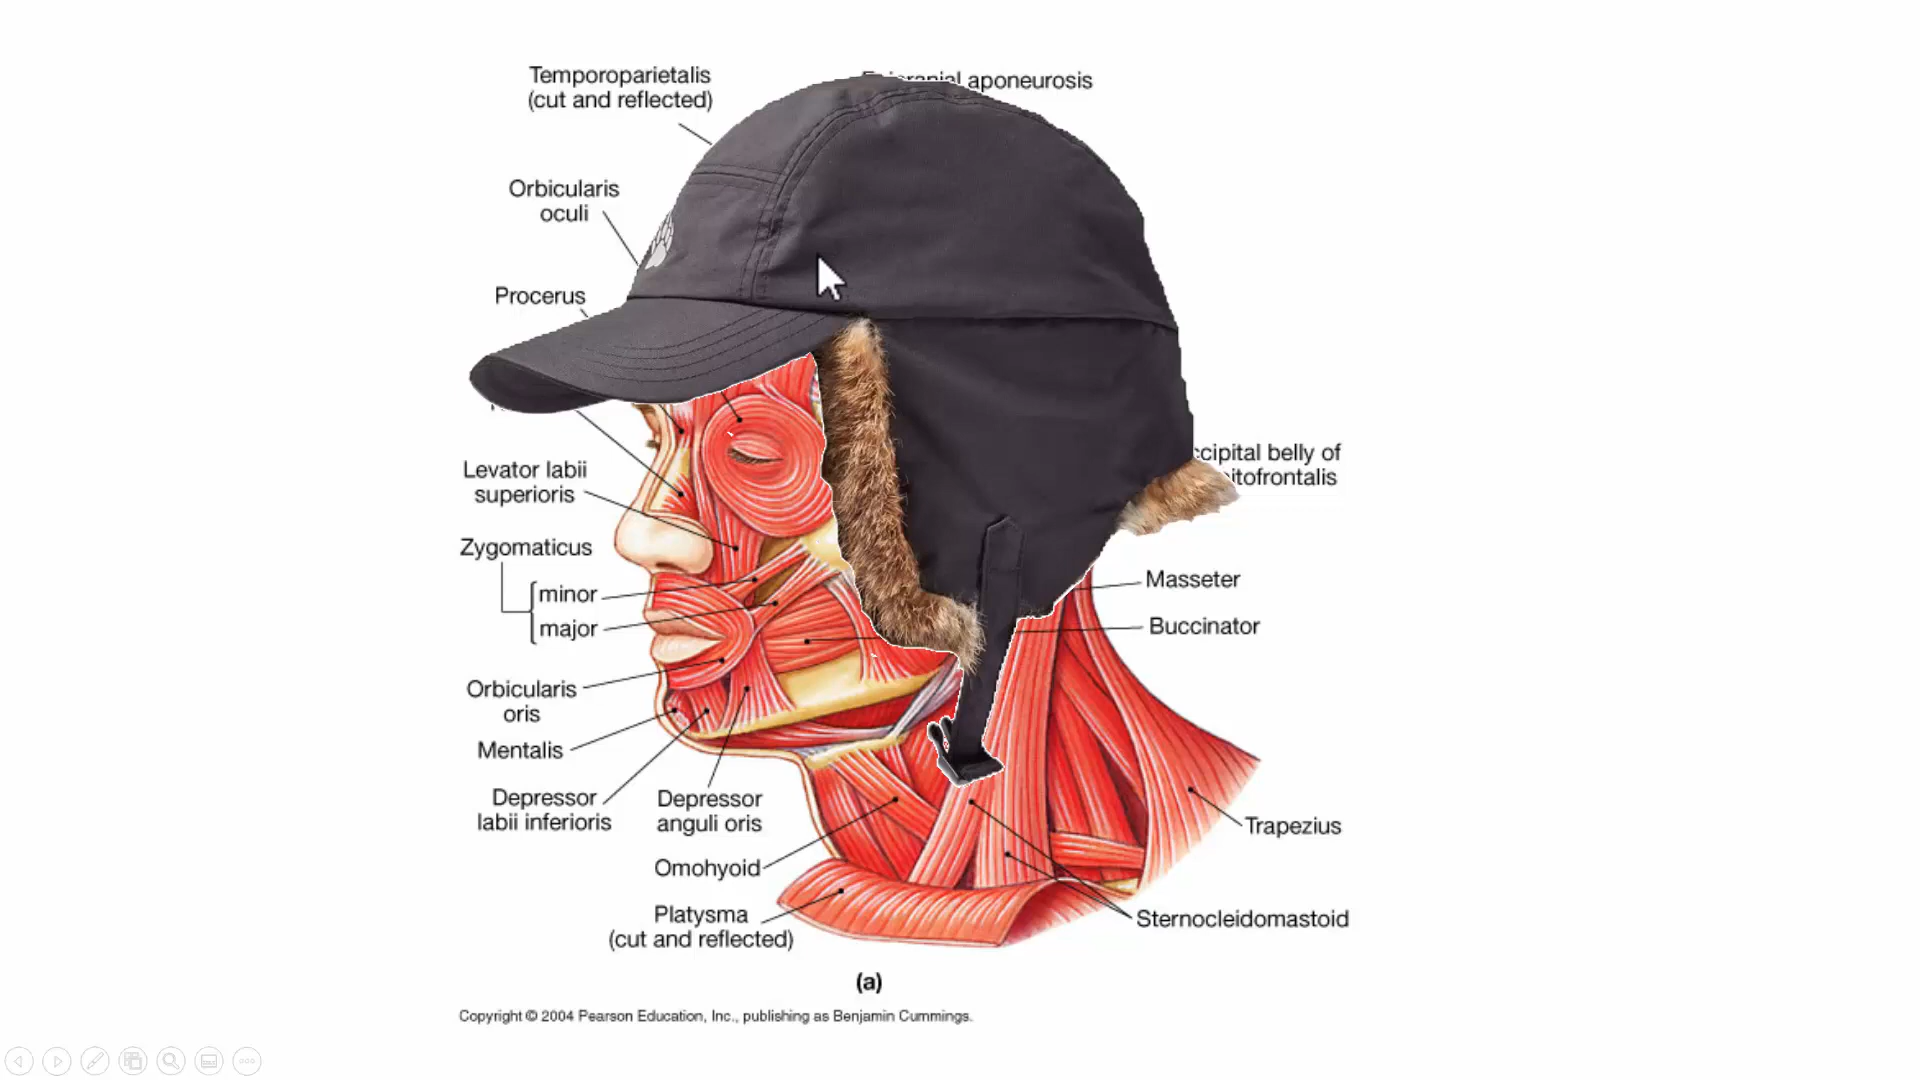 Temporoparietalis
(cut and reflected)
aponeurosis
Orbicularis
oculi
Procerus
belly of
Levator labii
superioris
Zygomaticus
minor
major
Masseter
Buccinator
Orbicularis
oris
Mentalis
Depressor
labii inferioris
Depressor
anguli oris
Trapezius
Omohyoid
Platysma
(cut and reflected)
Sternocleidomastoid
(a)
Copyright © 2004 Pearson Education, Inc., publishing as Benjamin Cummings.